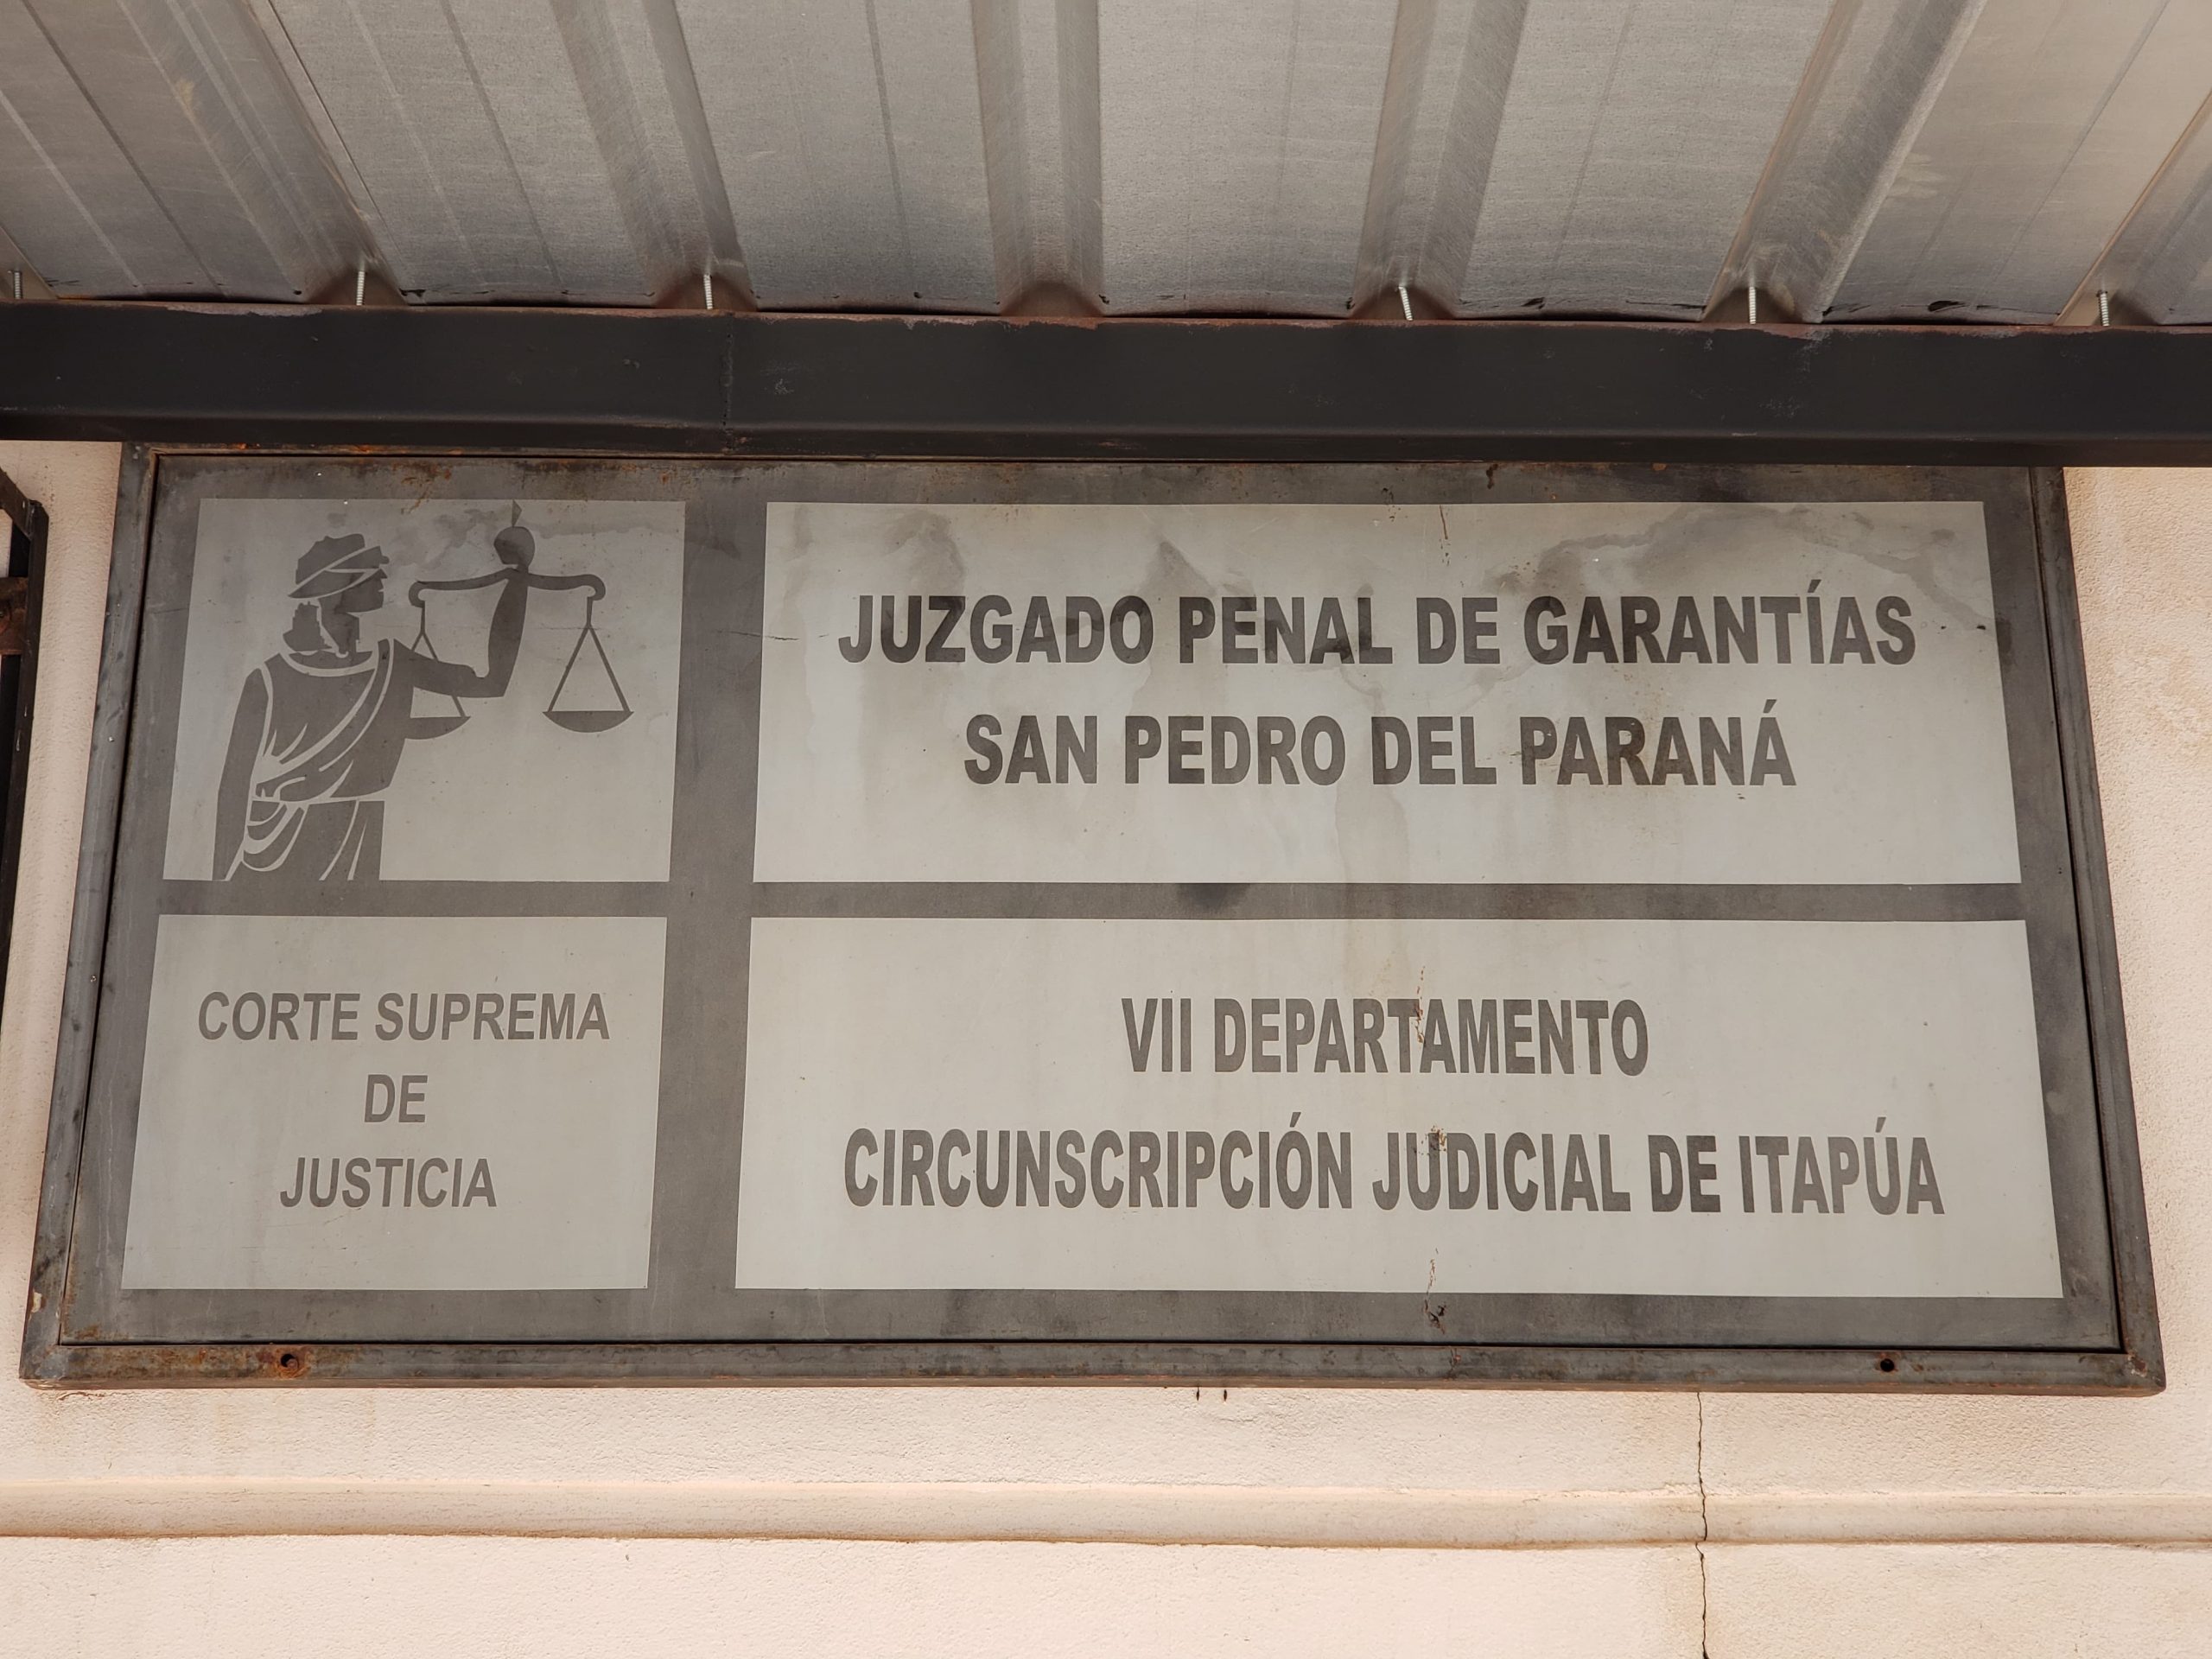 JUZGADO PENAL DE GARANTÍAS
SAN PEDRO DEL PARANÁ
CORTE SUPREMA
DE
JUSTICIA
VII DEPARTAMENTO
CIRCUNSCRIPCIÓN JUDICIAL DE ITAPÚA